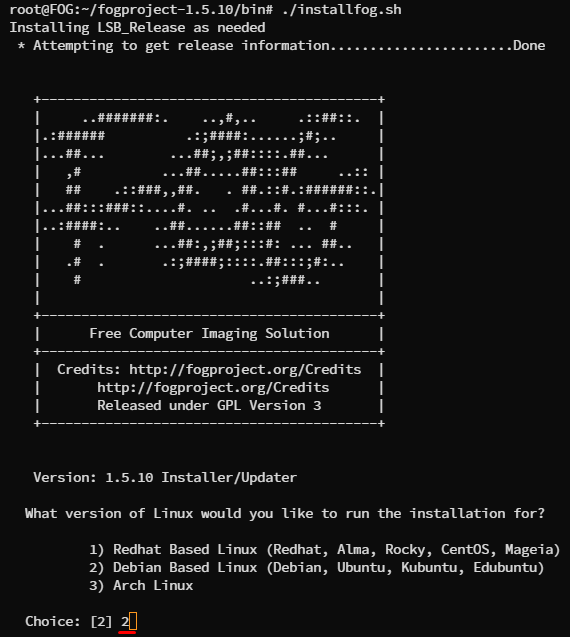 root@FOG:~/fogproject-1.5.10/bin# ./installfog.sh
Installing LSB_Release as needed
 * Attempting to get release information.......................Done

   +------------------------------------------+
   |     ..#######:.    ..,#,..     .::##::.  |
   |.:######          .:;####:......;#;..     |
   |...##...        ...##;,;##::::.##...      |
   |   ,#          ...##.....##:::##     ..:: |
   |   ##    .::###,,##.   . ##.::#.:######::.|
   |...##:::###::....#. ..  .#...#. #...#:::. |
   |..:####:..    ..##......##::##  ..  #     |
   |    #  .      ...##:,;##;:::#: ... ##..   |
   |   .#  .       .:;####;::::.##:::;#:..    |
   |    #                     ..:;###..       |
   |                                          |
   +------------------------------------------+
   |      Free Computer Imaging Solution      |
   +------------------------------------------+
   |  Credits: http://fogproject.org/Credits  |
   |       http://fogproject.org/Credits      |
   |       Released under GPL Version 3       |
   +------------------------------------------+

   Version: 1.5.10 Installer/Updater

  What version of Linux would you like to run the installation for?

          1) Redhat Based Linux (Redhat, Alma, Rocky, CentOS, Mageia)
          2) Debian Based Linux (Debian, Ubuntu, Kubuntu, Edubuntu)
          3) Arch Linux

  Choice: [2] 2